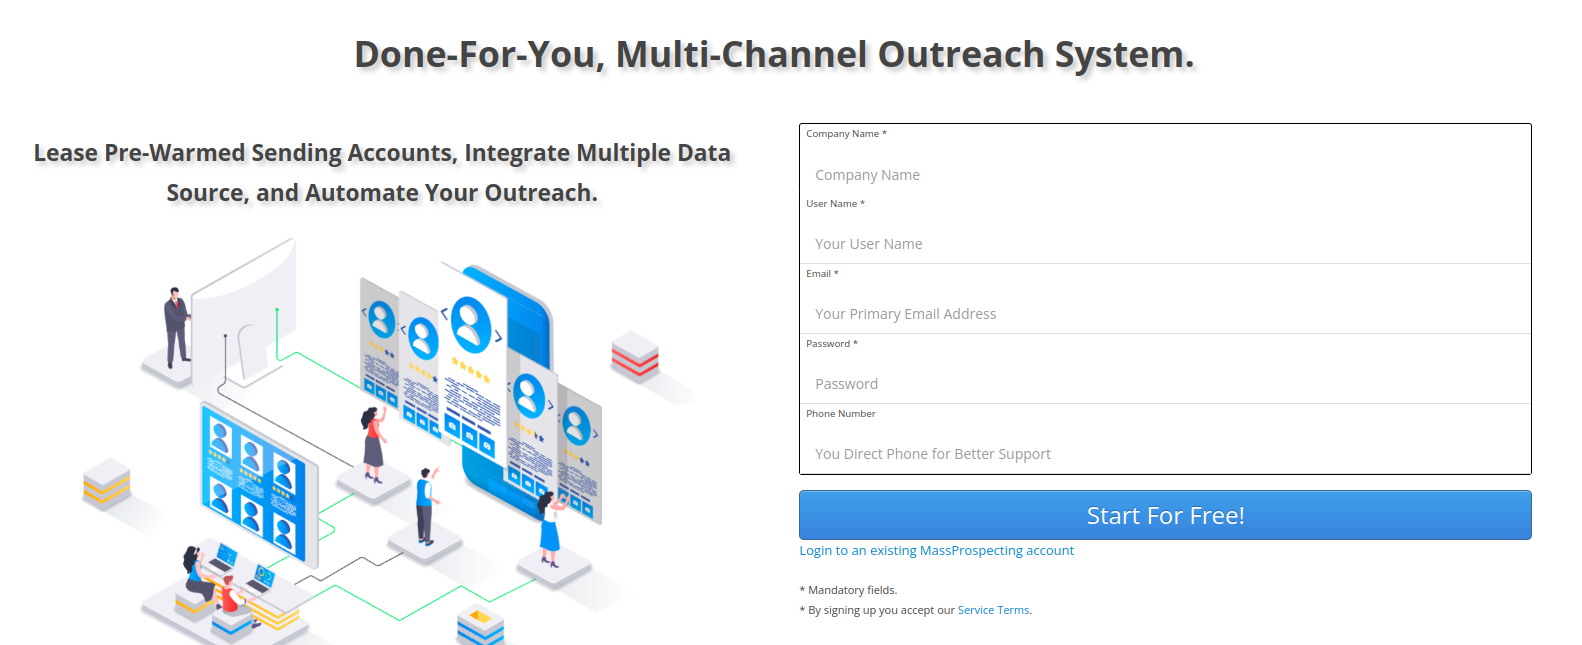 Done-For-You, Multi-Channel Outreach System.
Lease Pre-Warmed Sending Accounts, Integrate Multiple Data
Source, and Automate Your Outreach.
Company Name *
Company Name
User Name *
Your User Name
Email *
Your Primary Email Address
Password *
Password
Phone Number
You Direct Phone for Better Support
Start For Free!
Login to an existing MassProspecting account
* Mandatory fields.
* By signing up you accept our Service Terms.